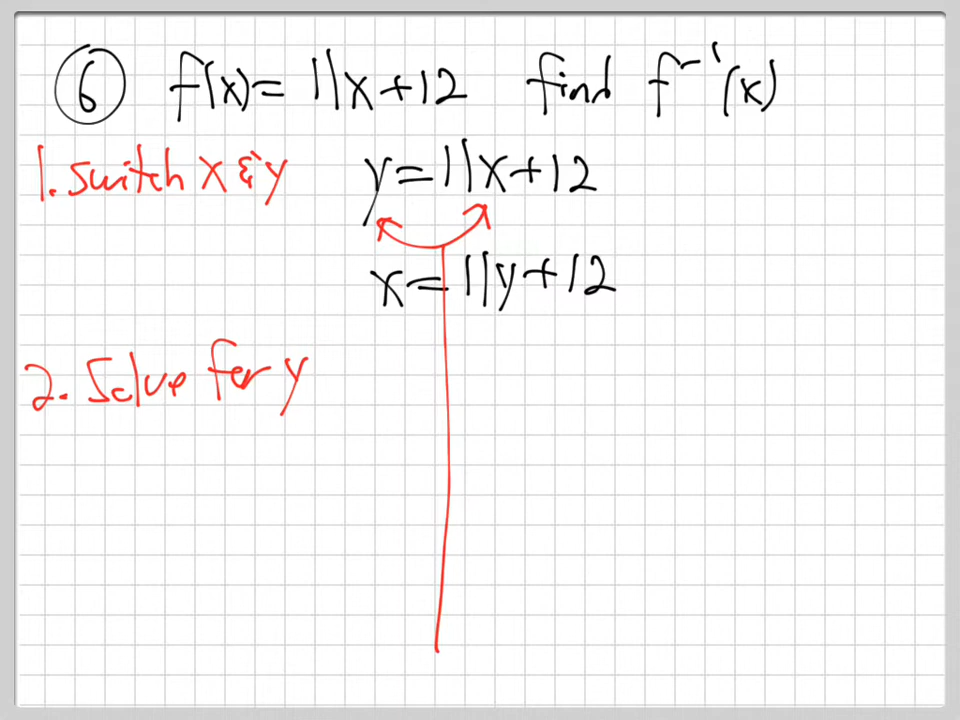 ⑥ f(x)= 11x+12 find f⁻¹(x)
1. switch x & y y=11x+12
x=11y+12
2. Solve for y